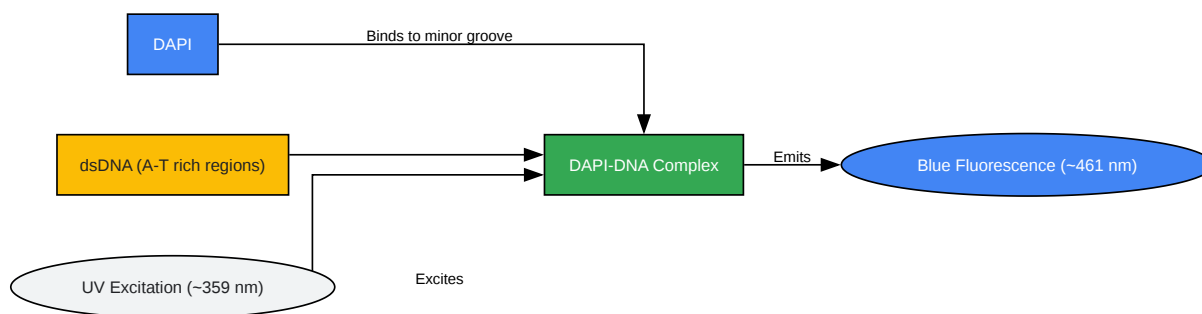 DAPI
Binds to minor groove
dsDNA (A-T rich regions)
DAPI-DNA Complex
Emits
Blue Fluorescence (~461 nm)
UV Excitation (~359 nm)
Excites